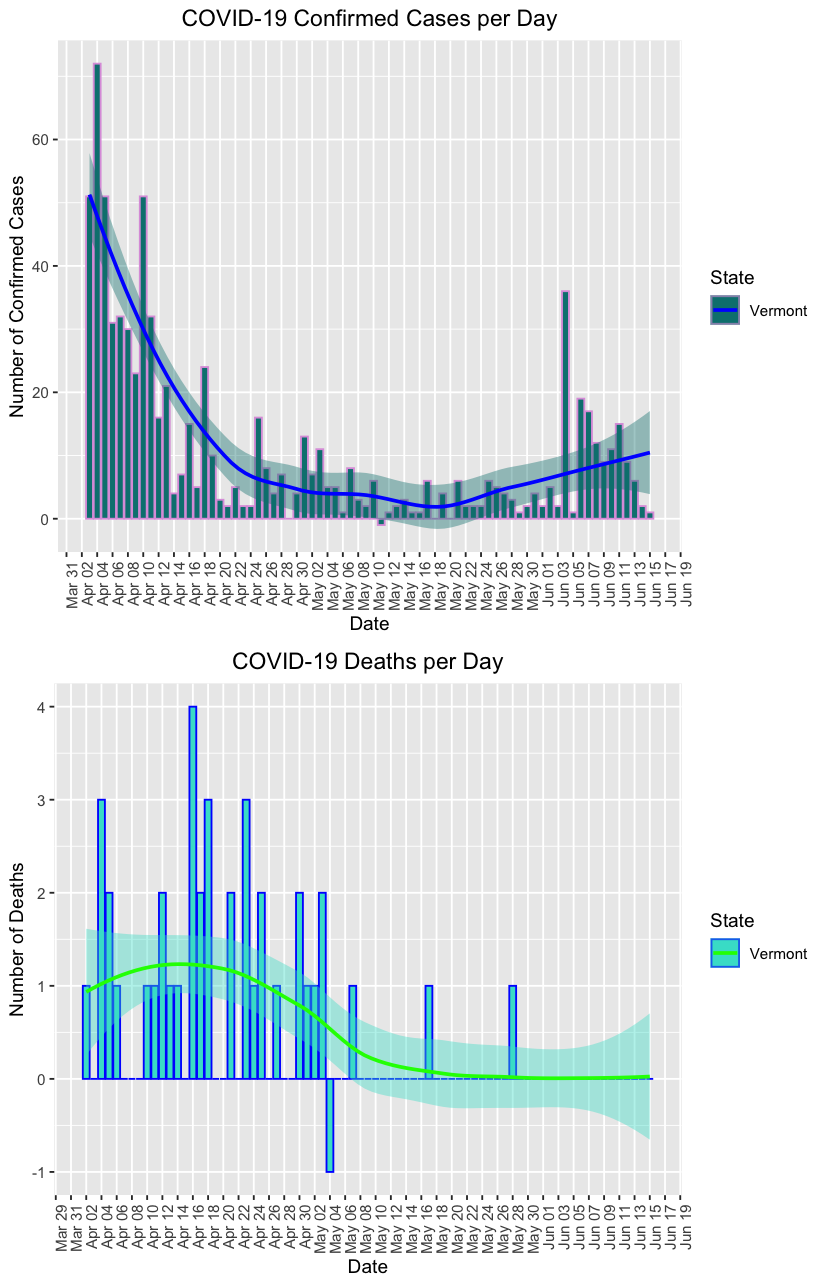 COVID-19 Confirmed Cases per Day
Number of Confirmed Cases
60
40
20
0
Mar 31
Apr 02
Apr 04
Apr 06
Apr 08
Apr 10
Apr 12
Apr 14
Apr 16
Apr 18
Apr 20
Apr 22
Apr 24
Apr 26
Apr 28
Apr 30
May 02
May 04
May 06
May 08
May 10
May 12
May 14
May 16
May 18
May 20
May 22
May 24
May 26
May 28
May 30
Jun 01
Jun 03
Jun 05
Jun 07
Jun 09
Jun 11
Jun 13
Jun 15
Jun 17
Jun 19
Date
State
Vermont
COVID-19 Deaths per Day
Number of Deaths
4
3
2
1
0
-1
Mar 29
Mar 31
Apr 02
Apr 04
Apr 06
Apr 08
Apr 10
Apr 12
Apr 14
Apr 16
Apr 18
Apr 20
Apr 22
Apr 24
Apr 26
Apr 28
Apr 30
May 02
May 04
May 06
May 08
May 10
May 12
May 14
May 16
May 18
May 20
May 22
May 24
May 26
May 28
May 30
Jun 01
Jun 03
Jun 05
Jun 07
Jun 09
Jun 11
Jun 13
Jun 15
Jun 17
Jun 19
Date
State
Vermont